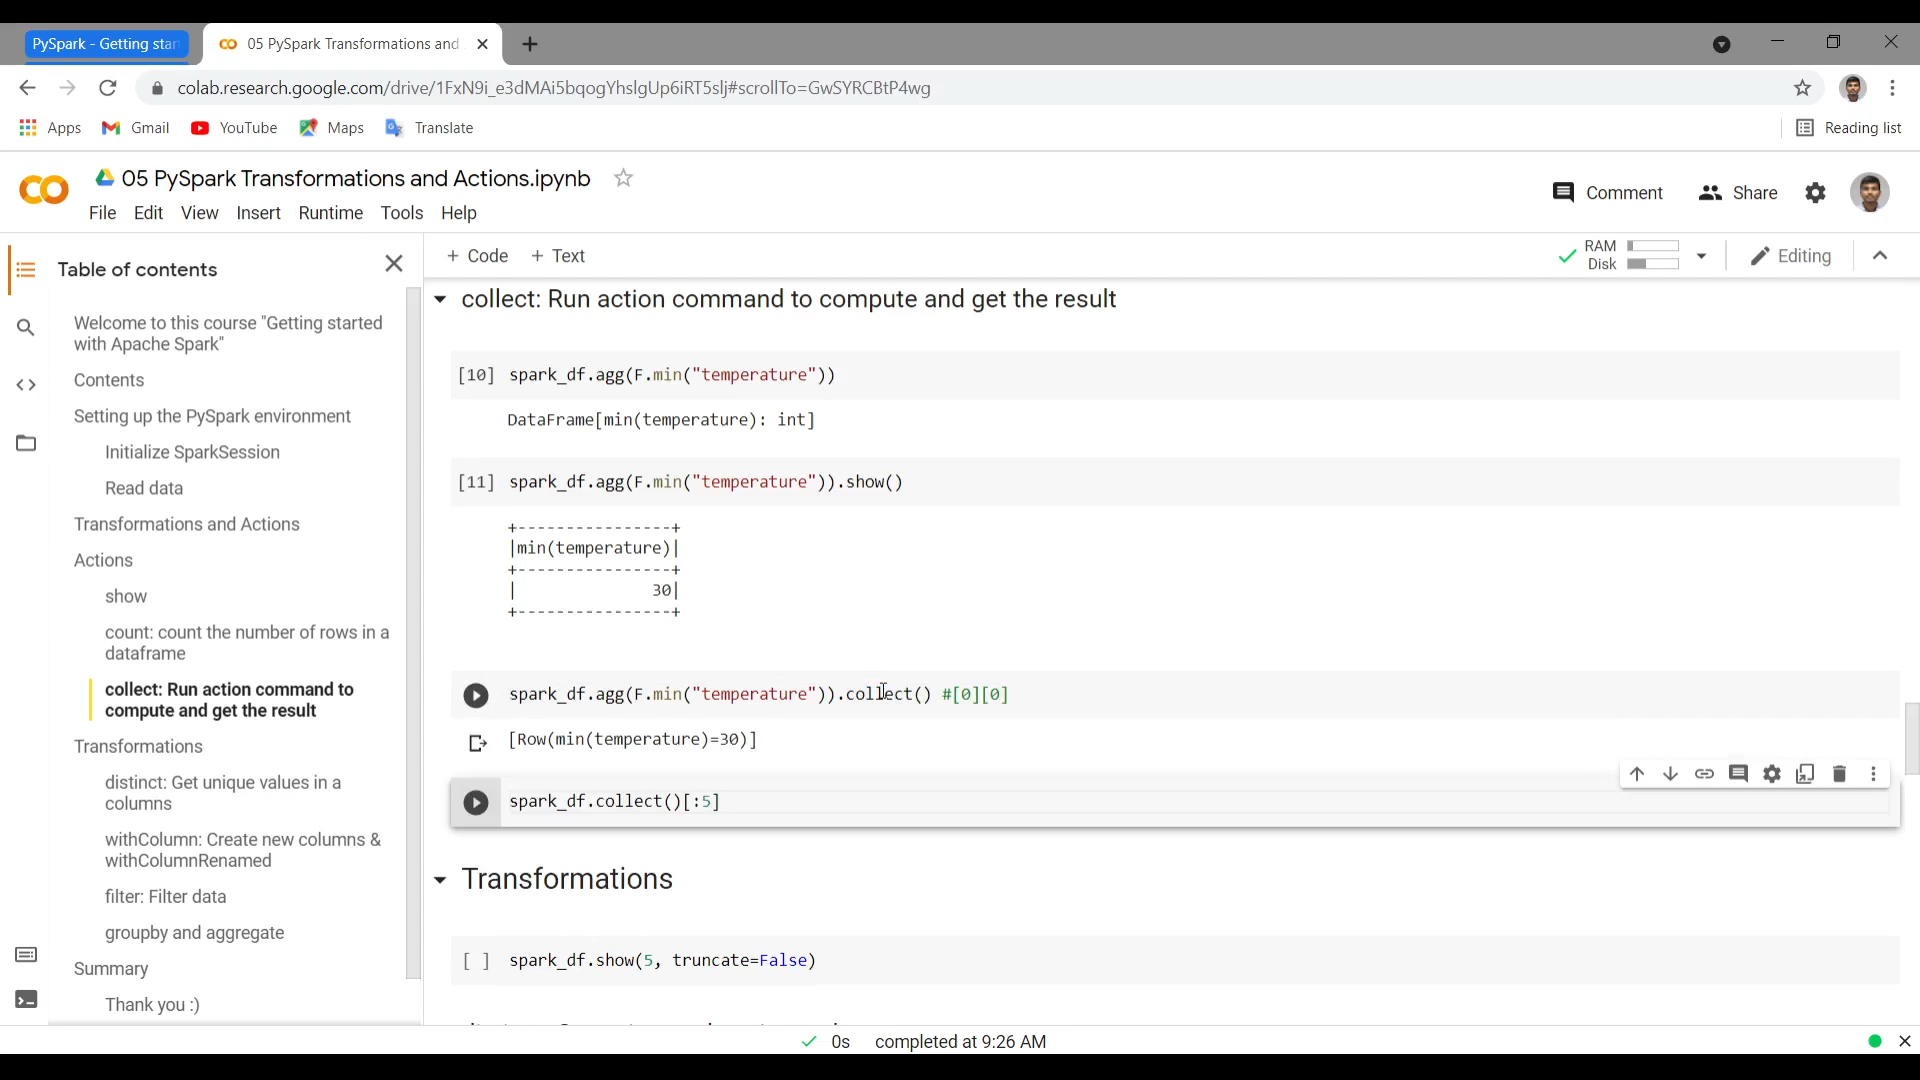 PySpark - Getting star
05 PySpark Transformations and
colab.research.google.com/drive/1FxN9i_e3dMAi5bqogYhslgUp6iRT5slj#scrollTo=GwSYRCBtP4wg
Apps
Gmail
YouTube
Maps
Translate
Reading list
05 PySpark Transformations and Actions.ipynb
Comment
Share
File Edit View Insert Runtime Tools Help
Table of contents
Welcome to this course "Getting started
with Apache Spark"
Contents
Setting up the PySpark environment
Initialize SparkSession
Read data
Transformations and Actions
Actions
show
count: count the number of rows in a
dataframe
collect: Run action command to
compute and get the result
Transformations
distinct: Get unique values in a
columns
withColumn: Create new columns &
withColumnRenamed
filter: Filter data
groupby and aggregate
Summary
Thank you :)
+ Code + Text
RAM
Disk
Editing
collect: Run action command to compute and get the result
[10] spark_df.agg(F.min("temperature"))
DataFrame[min(temperature): int]
[11] spark_df.agg(F.min("temperature")).show()
+----------------+
|min(temperature)|
+----------------+
|              30|
+----------------+
spark_df.agg(F.min("temperature")).collect() #[0][0]
[Row(min(temperature)=30)]
spark_df.collect()[:5]
Transformations
[ ] spark_df.show(5, truncate=False)
0s completed at 9:26 AM